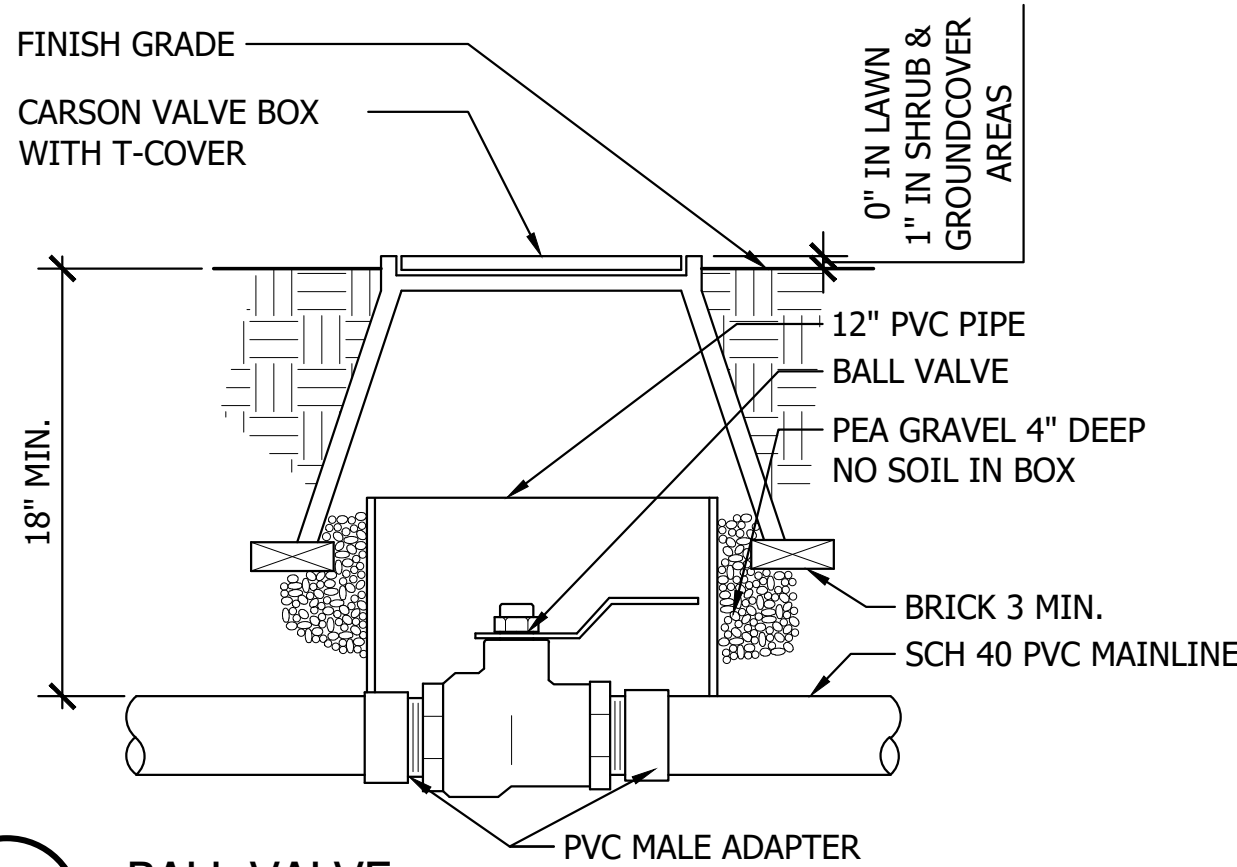 FINISH GRADE
CARSON VALVE BOX
WITH T-COVER
0" IN LAWN
1" IN SHRUB &
GROUNDCOVER
AREAS
18" MIN.
12" PVC PIPE
BALL VALVE
PEA GRAVEL 4" DEEP
NO SOIL IN BOX
BRICK 3 MIN.
SCH 40 PVC MAINLINE
PVC MALE ADAPTER
BALL VALVE